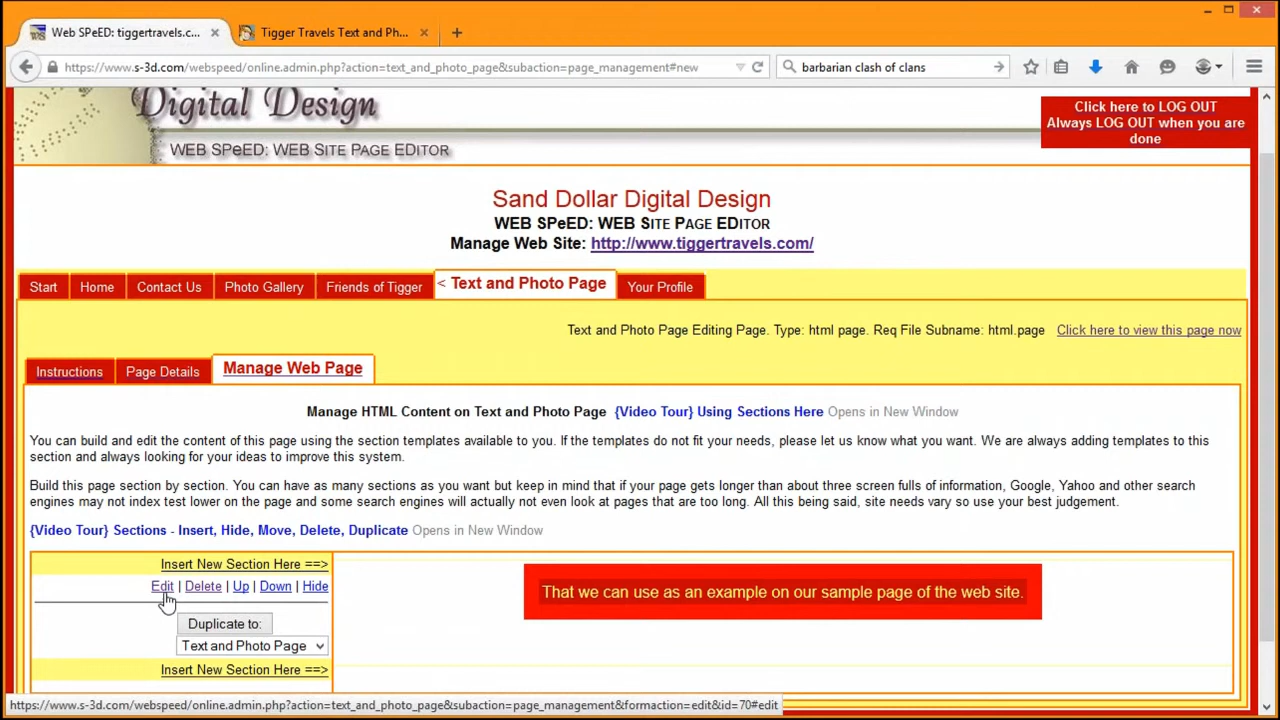 Web SPeED: tiggertravels.c...
Tigger Travels Text and Ph...
https://www.s-3d.com/webspeed/online.admin.php?action=text_and_photo_page&subaction=page_management#new
barbarian clash of clans
Digital Design
WEB SPeED: WEB SITE PAGE EDITOR
Click here to LOG OUT
Always LOG OUT when you are
done
Sand Dollar Digital Design
WEB SPeED: WEB SITE PAGE EDITOR
Manage Web Site: http://www.tiggertravels.com/
Start
Home
Contact Us
Photo Gallery
Friends of Tigger
< Text and Photo Page
Your Profile
Text and Photo Page Editing Page. Type: html page. Req File Subname: html.page Click here to view this page now
Instructions
Page Details
Manage Web Page
Manage HTML Content on Text and Photo Page {Video Tour} Using Sections Here Opens in New Window
You can build and edit the content of this page using the section templates available to you. If the templates do not fit your needs, please let us know what you want. We are always adding templates to this
section and always looking for your ideas to improve this system.
Build this page section by section. You can have as many sections as you want but keep in mind that if your page gets longer than about three screen fulls of information, Google, Yahoo and other search
engines may not index test lower on the page and some search engines will actually not even look at pages that are too long. All this being said, site needs vary so use your best judgement.
{Video Tour} Sections - Insert, Hide, Move, Delete, Duplicate Opens in New Window
Insert New Section Here ==>
Edit | Delete | Up | Down | Hide
That we can use as an example on our sample page of the web site.
Duplicate to:
Text and Photo Page
Insert New Section Here ==>
https://www.s-3d.com/webspeed/online.admin.php?action=text_and_photo_page&subaction=page_management&formaction=edit&id=70#edit